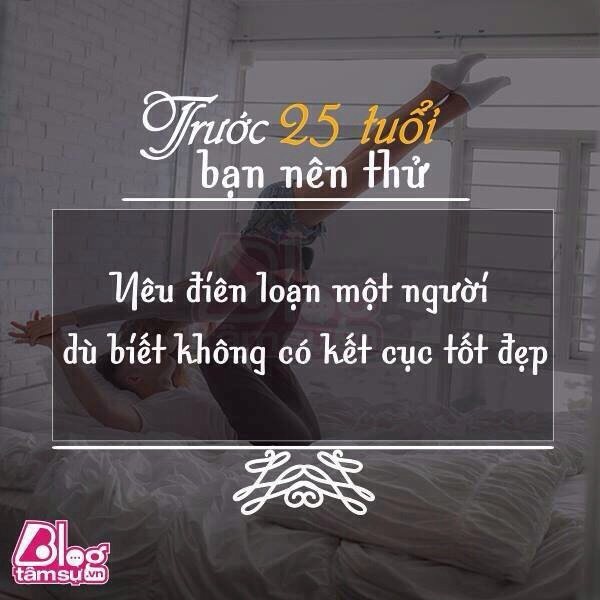 Trước 25 tuổi
bạn nên thử
Yêu điên loạn một người
dù biết không có kết cục tốt đẹp
Blog
tâmsự.vn